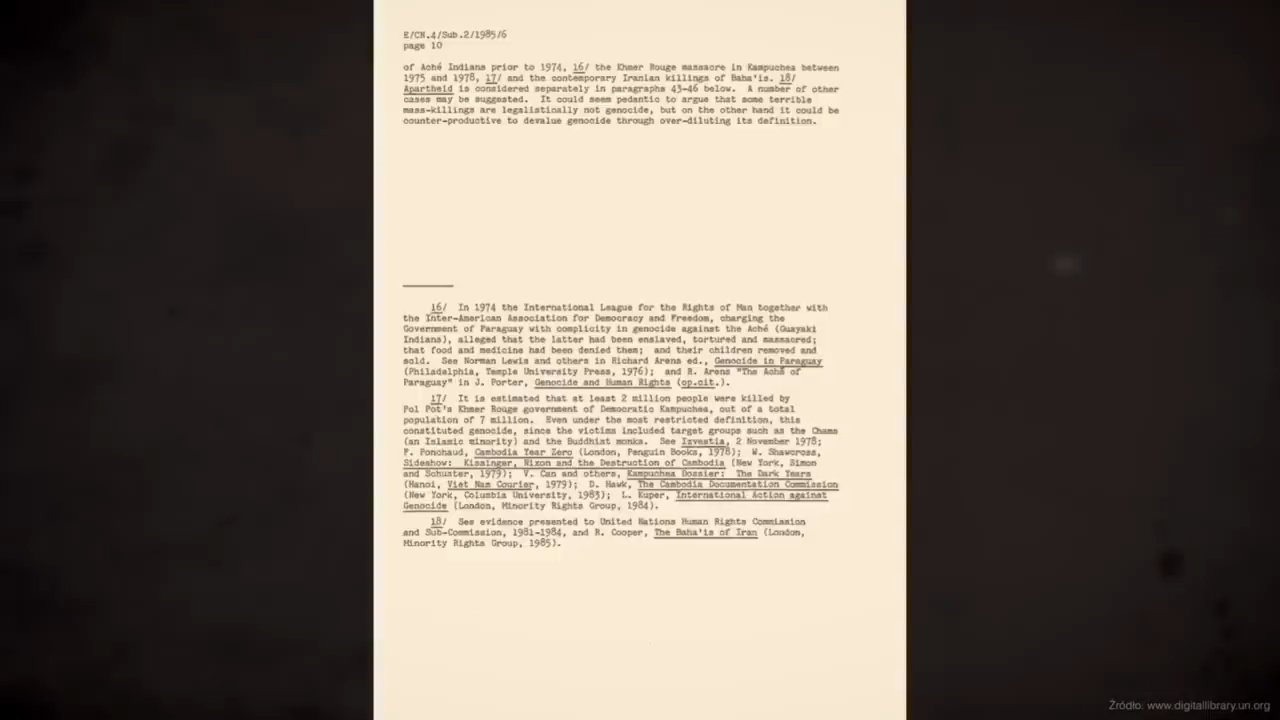 E/CN.4/Sub.2/1985/6
page 10
of Aché Indians prior to 1974, 16/ the Khmer Rouge massacre in Kampuchea between
1975 and 1978, 17/ and the contemporary Iranian killings of Baha'is. 18/
Apartheid is considered separately in paragraphs 43-46 below. A number of other
cases may be suggested. It could seem pedantic to argue that some terrible
mass-killings are legalistically not genocide, but on the other hand it could be
counter-productive to devalue genocide through over-diluting its definition.
16/ In 1974 the International League for the Rights of Man together with
the Inter-American Association for Democracy and Freedom, charging the
Government of Paraguay with complicity in genocide against the Aché (Guayaki
Indians), alleged that the latter had been enslaved, tortured and massacred;
that food and medicine had been denied them; and their children removed and
sold. See Norman Lewis and others in Richard Arens ed., Genocide in Paraguay
(Philadelphia, Temple University Press, 1976); and R. Arens "The Aché of
Paraguay" in J. Porter, Genocide and Human Rights (op.cit.).
17/ It is estimated that at least 2 million people were killed by
Pol Pot's Khmer Rouge government of Democratic Kampuchea, out of a total
population of 7 million. Even under the most restricted definition, this
constituted genocide, since the victims included target groups such as the Chams
(an Islamic minority) and the Buddhist monks. See Izvestia, 2 November 1978;
F. Ponchaud, Cambodia Year Zero (London, Penguin Books, 1978); W. Shawcross,
Sideshow: Kissinger, Nixon and the Destruction of Cambodia (New York, Simon
and Schuster, 1979); V. Can and others, Kampuchea Dossier: The Dark Years
(Hanoi, Viet Nam Courier, 1979); D. Hawk, The Cambodia Documentation Commission
(New York, Columbia University, 1983); L. Kuper, International Action against
Genocide (London, Minority Rights Group, 1984).
18/ See evidence presented to United Nations Human Rights Commission
and Sub-Commission, 1981-1984, and R. Cooper, The Baha'is of Iran (London,
Minority Rights Group, 1985).
Źródło: www.digitallibrary.un.org